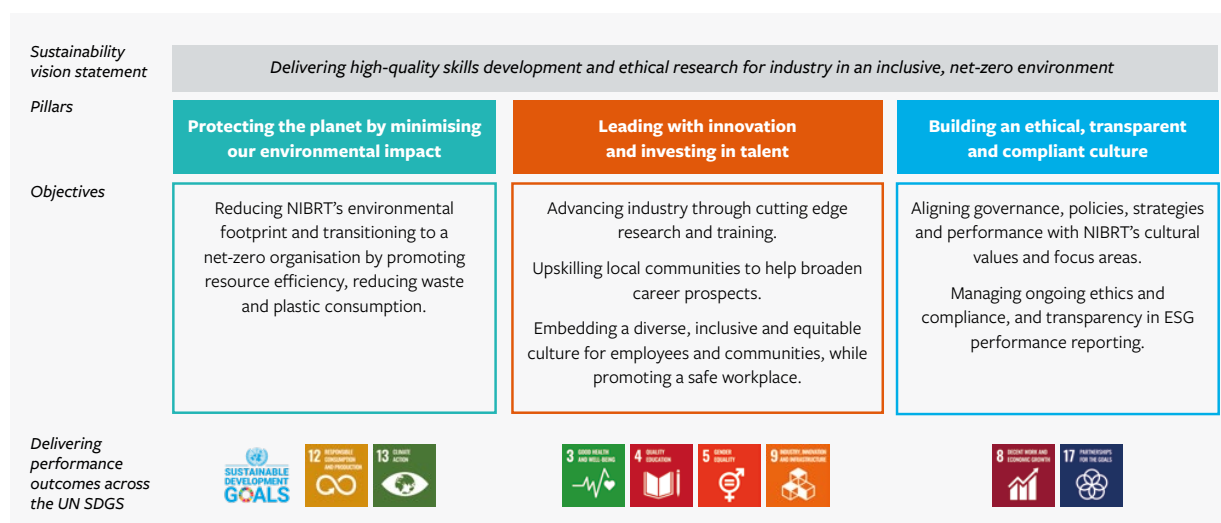 Sustainability
vision statement
Delivering high-quality skills development and ethical research for industry in an inclusive, net-zero environment
Pillars
Protecting the planet by minimising
our environmental impact
Leading with innovation
and investing in talent
Building an ethical, transparent
and compliant culture
Objectives
Reducing NIBRT’s environmental
footprint and transitioning to a
net-zero organisation by promoting
resource efficiency, reducing waste
and plastic consumption.
Advancing industry through cutting edge
research and training.
Upskilling local communities to help broaden
career prospects.
Embedding a diverse, inclusive and equitable
culture for employees and communities, while
promoting a safe workplace.
Aligning governance, policies, strategies
and performance with NIBRT’s cultural
values and focus areas.
Managing ongoing ethics and
compliance, and transparency in ESG
performance reporting.
Delivering
performance
outcomes across
the UN SDGS
SUSTAINABLE
DEVELOPMENT
GOALS
12 RESPONSIBLE
CONSUMPTION
AND PRODUCTION
13 CLIMATE
ACTION
3 GOOD HEALTH
AND WELL-BEING
4 QUALITY
EDUCATION
5 GENDER
EQUALITY
9 INDUSTRY, INNOVATION
AND INFRASTRUCTURE
8 DECENT WORK AND
ECONOMIC GROWTH
17 PARTNERSHIPS
FOR THE GOALS